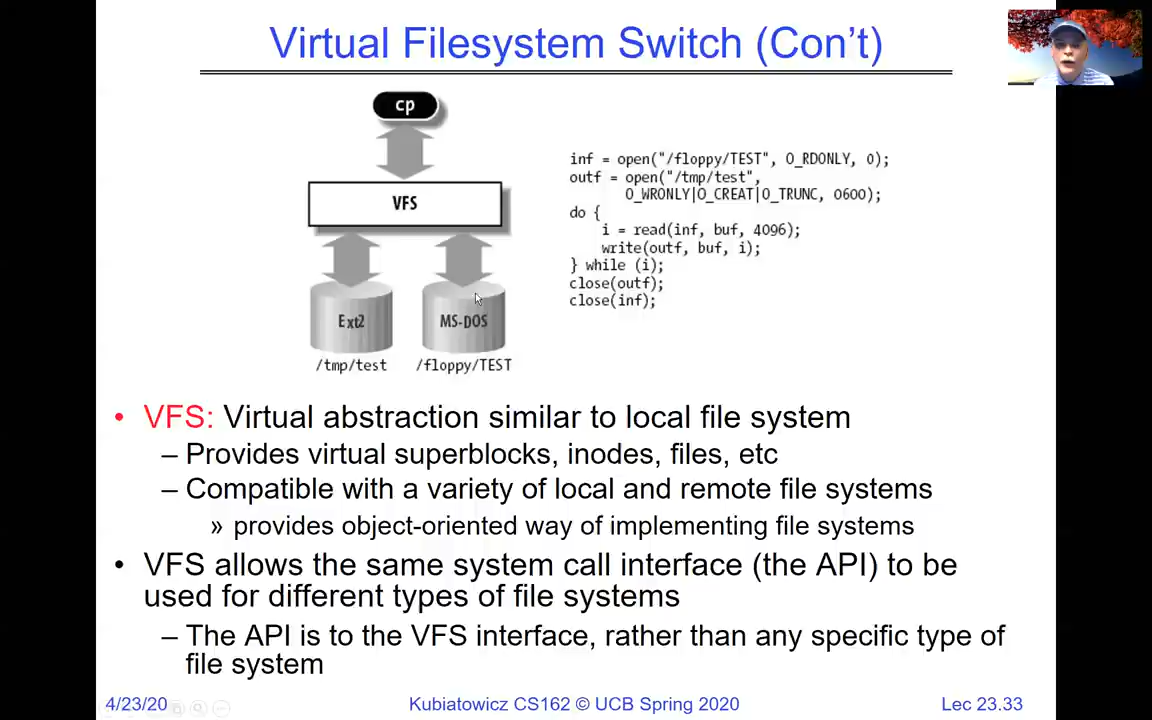 Virtual Filesystem Switch (Con’t)
cp
VFS
Ext2
MS-DOS
/tmp/test
/floppy/TEST
inf = open("/floppy/TEST", O_RDONLY, 0);
outf = open("/tmp/test",
O_WRONLY|O_CREAT|O_TRUNC, 0600);
do {
i = read(inf, buf, 4096);
write(outf, buf, i);
} while (i);
close(outf);
close(inf);
• VFS: Virtual abstraction similar to local file system
– Provides virtual superblocks, inodes, files, etc
– Compatible with a variety of local and remote file systems
» provides object-oriented way of implementing file systems
• VFS allows the same system call interface (the API) to be
used for different types of file systems
– The API is to the VFS interface, rather than any specific type of
file system
4/23/20
Kubiatowicz CS162 © UCB Spring 2020
Lec 23.33